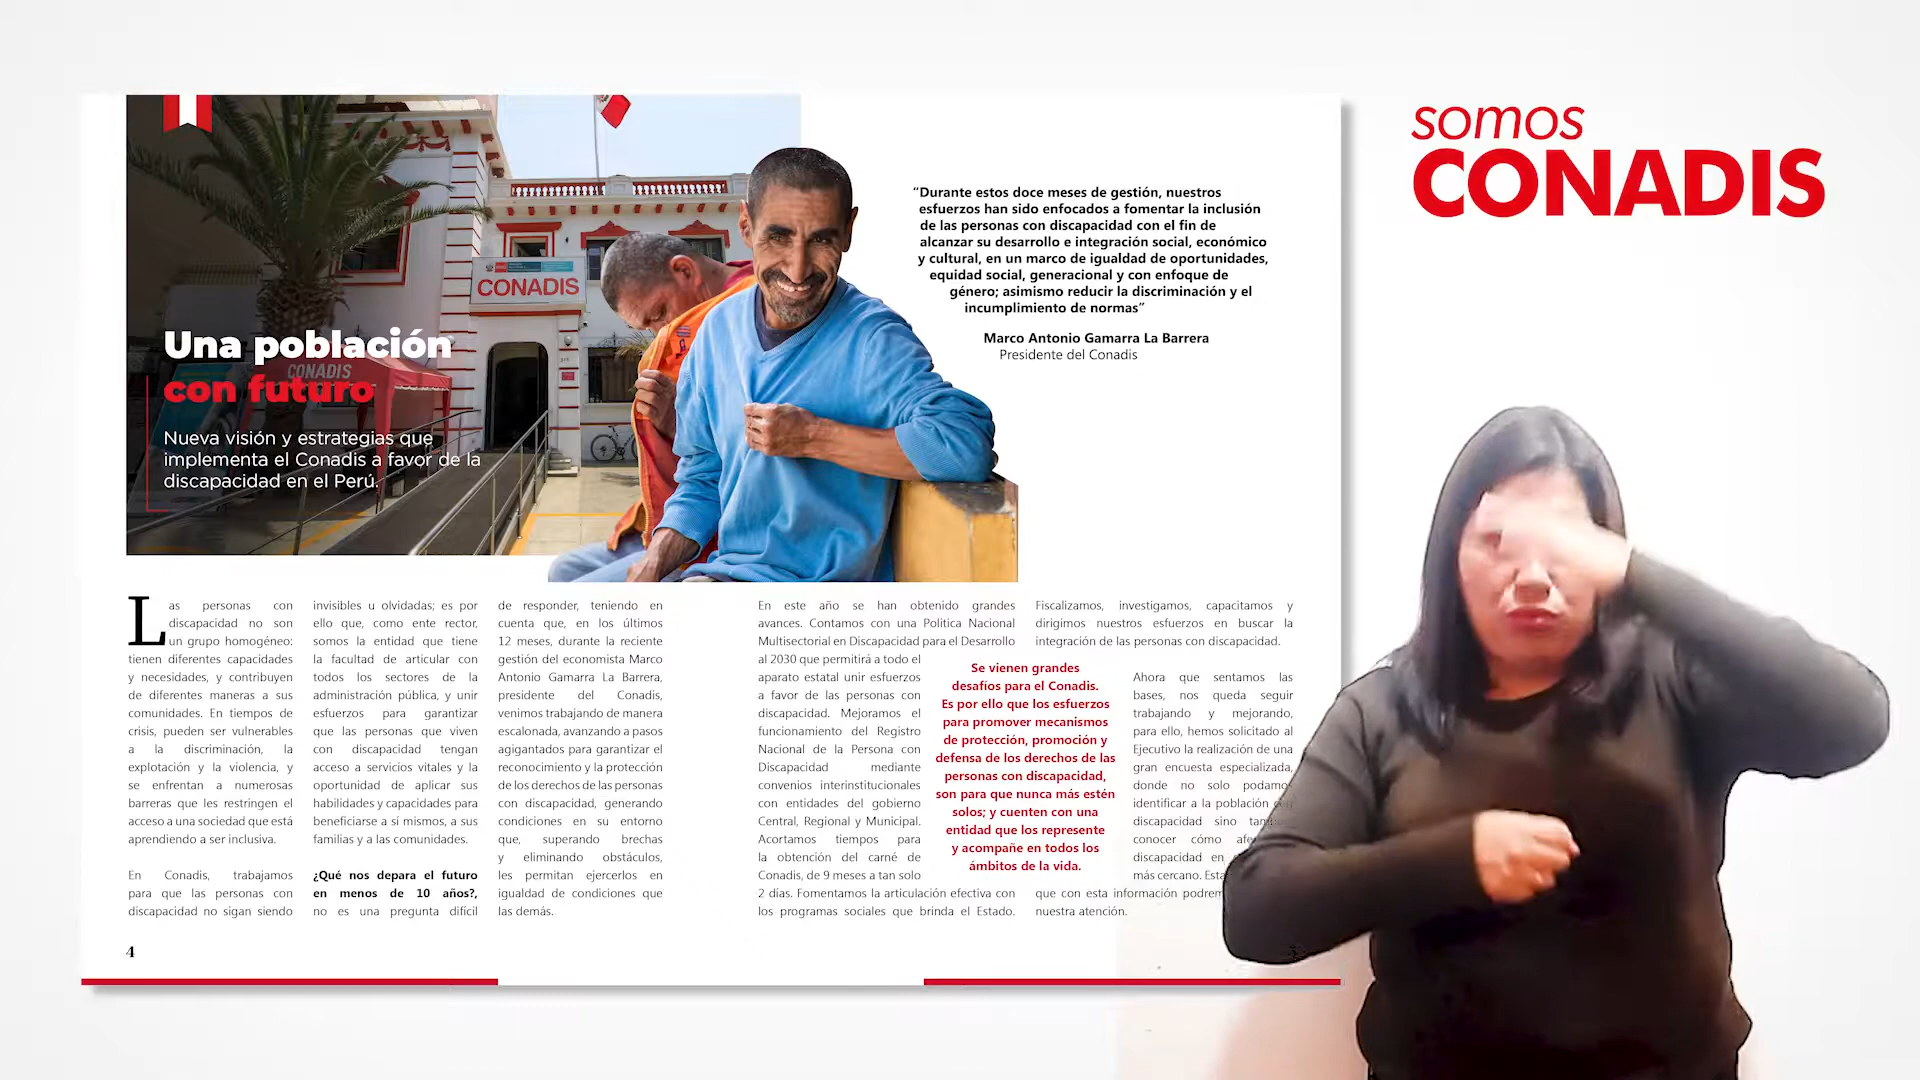 somos
CONADIS
“Durante estos doce meses de gestión, nuestros
esfuerzos han sido enfocados a fomentar la inclusión
de las personas con discapacidad con el fin de
alcanzar su desarrollo e integración social, económico
y cultural, en un marco de igualdad de oportunidades,
equidad social, generacional y con enfoque de
género; asimismo reducir la discriminación y el
incumplimiento de normas”
Marco Antonio Gamarra La Barrera
Presidente del Conadis
CONADIS
CONADIS
Una población
con futuro
Nueva visión y estrategias que
implementa el Conadis a favor de la
discapacidad en el Perú.
Las personas con
discapacidad no son
un grupo homogéneo:
tienen diferentes capacidades
y necesidades, y contribuyen
de diferentes maneras a sus
comunidades. En tiempos de
crisis, pueden ser vulnerables
a la discriminación, la
explotación y la violencia, y
se enfrentan a numerosas
barreras que les restringen el
acceso a una sociedad que está
aprendiendo a ser inclusiva.
En Conadis, trabajamos
para que las personas con
discapacidad no sigan siendo
invisibles u olvidadas; es por
ello que, como ente rector,
somos la entidad que tiene
la facultad de articular con
todos los sectores de la
administración pública, y unir
esfuerzos para garantizar
que las personas que viven
con discapacidad tengan
acceso a servicios vitales y la
oportunidad de aplicar sus
habilidades y capacidades para
beneficiarse a sí mismos, a sus
familias y a las comunidades.
¿Qué nos depara el futuro
en menos de 10 años?,
no es una pregunta difícil
de responder, teniendo en
cuenta que, en los últimos
12 meses, durante la reciente
gestión del economista Marco
Antonio Gamarra La Barrera,
presidente del Conadis,
venimos trabajando de manera
escalonada, avanzando a pasos
agigantados para garantizar el
reconocimiento y la protección
de los derechos de las personas
con discapacidad, generando
condiciones en su entorno
que, superando brechas
y eliminando obstáculos,
les permitan ejercerlos en
igualdad de condiciones que
las demás.
En este año se han obtenido grandes
avances. Contamos con una Política Nacional
Multisectorial en Discapacidad para el Desarrollo
al 2030 que permitirá a todo el
aparato estatal unir esfuerzos
a favor de las personas con
discapacidad. Mejoramos el
funcionamiento del Registro
Nacional de la Persona con
Discapacidad mediante
convenios interinstitucionales
con entidades del gobierno
Central, Regional y Municipal.
Acortamos tiempos para
la obtención del carné de
Conadis, de 9 meses a tan solo
2 días. Fomentamos la articulación efectiva con
los programas sociales que brinda el Estado.
Se vienen grandes
desafíos para el Conadis.
Es por ello que los esfuerzos
para promover mecanismos
de protección, promoción y
defensa de los derechos de las
personas con discapacidad,
son para que nunca más estén
solos; y cuenten con una
entidad que los represente
y acompañe en todos los
ámbitos de la vida.
Fiscalizamos, investigamos, capacitamos y
dirigimos nuestros esfuerzos en buscar la
integración de las personas con discapacidad.
Ahora que sentamos las
bases, nos queda seguir
trabajando y mejorando,
para ello, hemos solicitado al
Ejecutivo la realización de una
gran encuesta especializada,
donde no solo podamos
identificar a la población
discapacidad sino
conocer cómo
discapacidad en
más cercano.
que con esta información
nuestra atención.
4